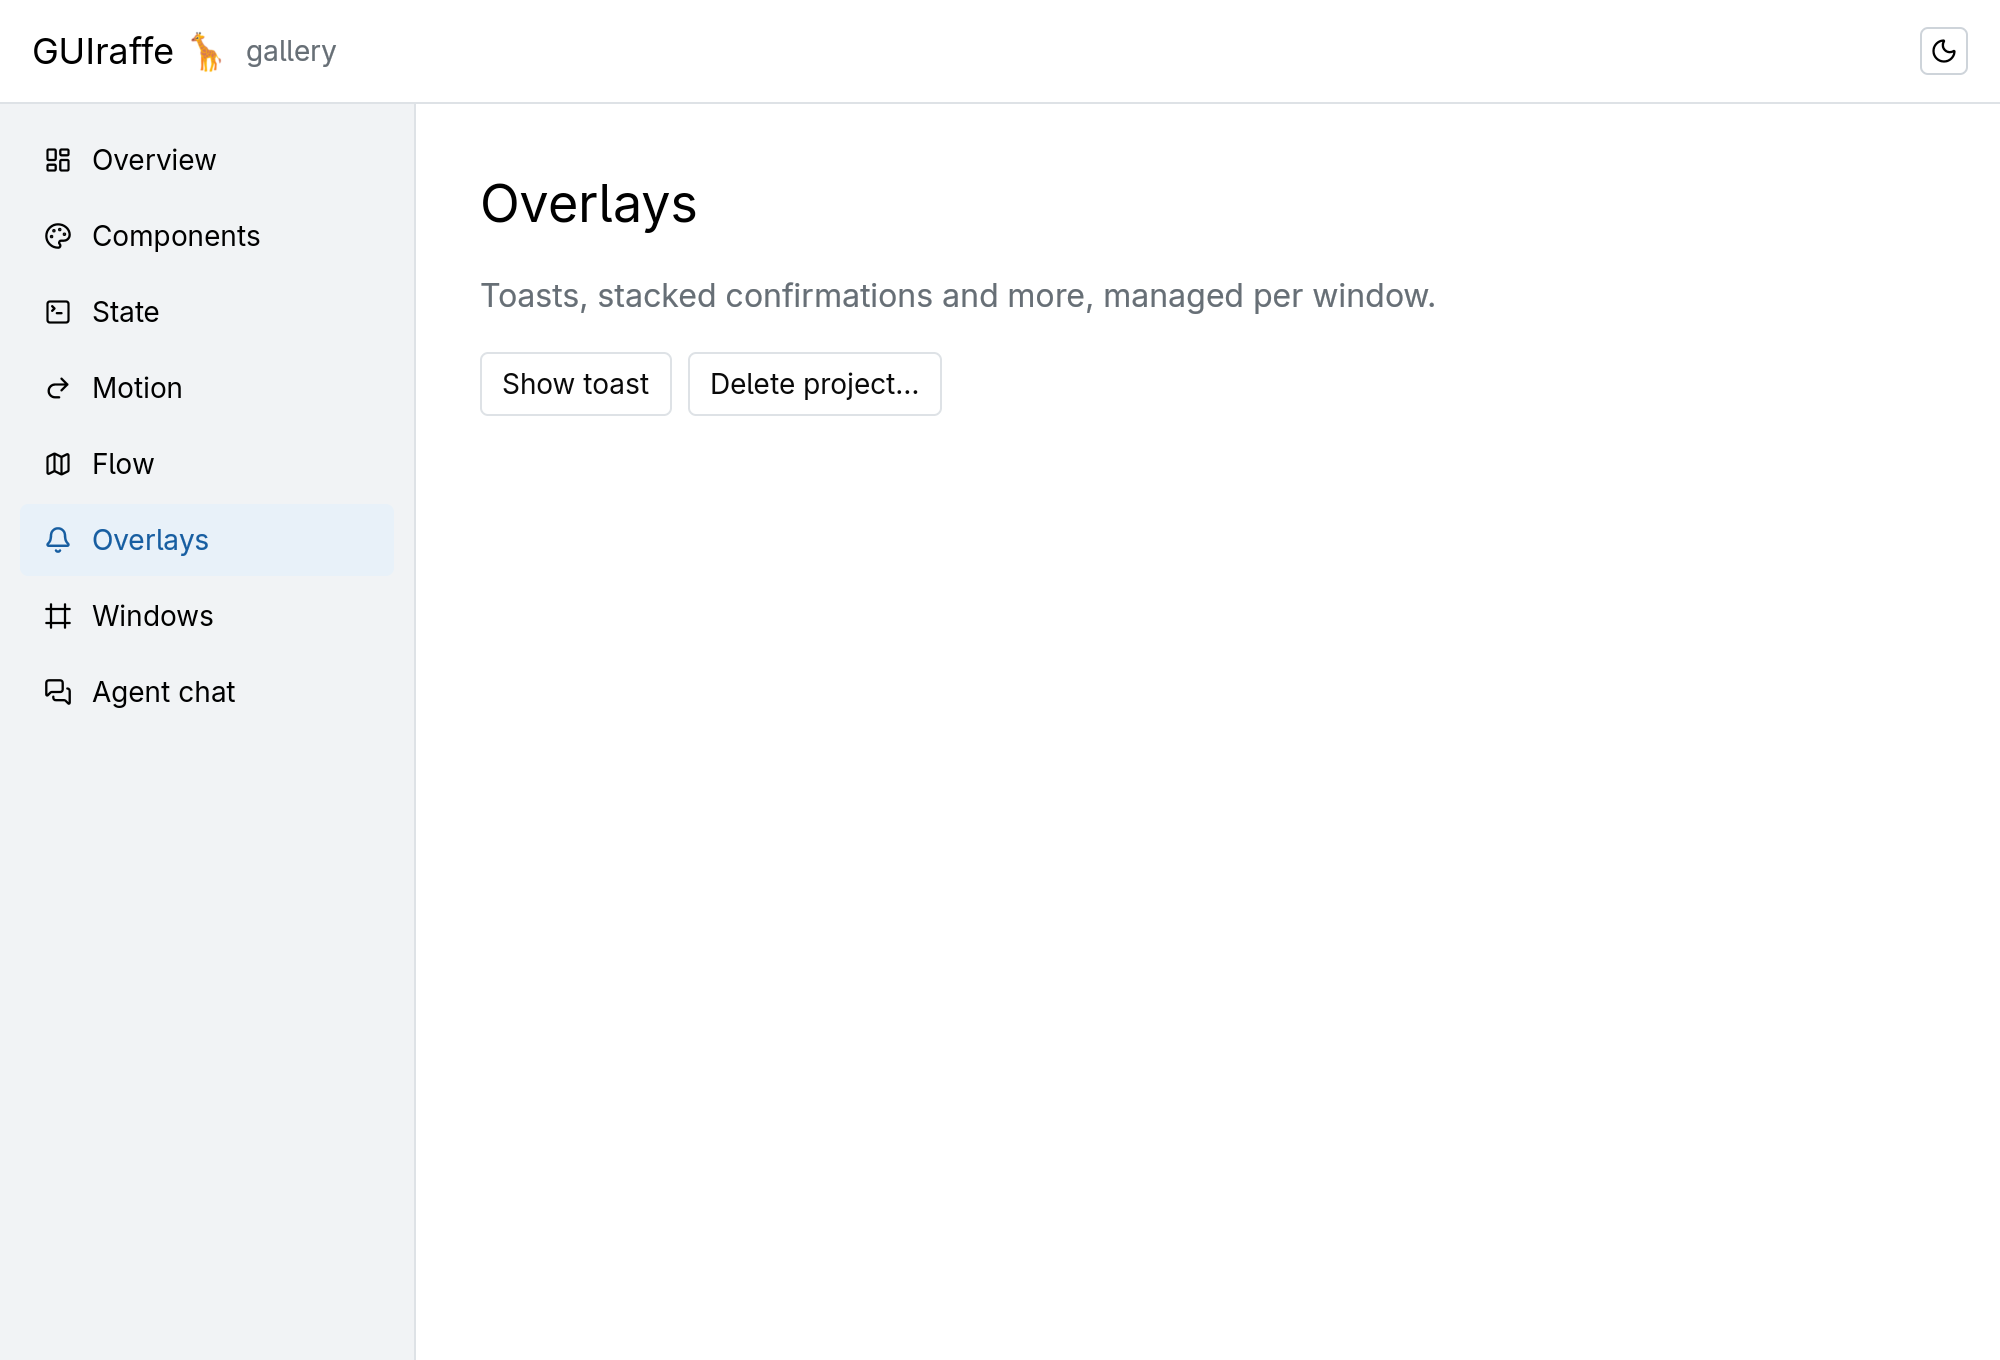 GUIraffe 🦒 gallery
Overview
Components
State
Motion
Flow
Overlays
Windows
Agent chat
Overlays
Toasts, stacked confirmations and more, managed per window.
Show toast
Delete project...